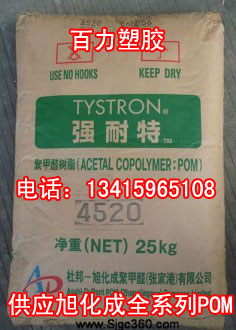 4520
百力塑胶
USE NO HOOKS
KEEP DRY
TYSTRON®
强耐特™
聚甲醛树脂(ACETAL COPOLYMER:POM)
电话：13415965108
4520
净重(NET) 25kg
杜邦－旭化成聚甲醛(张家港)有限公司
供应旭化成全系列POM
www.Sjgc360.com